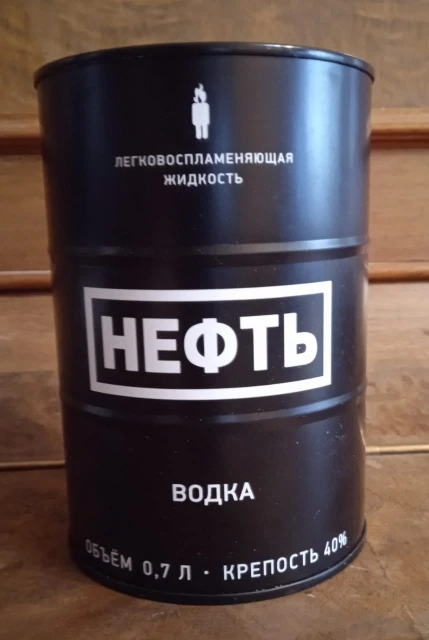 ЛЕГКОВОСПЛАМЕНЯЮЩАЯ
ЖИДКОСТЬ
НЕФТЬ
ВОДКА
ОБЪЁМ 0,7 Л · КРЕПОСТЬ 40%